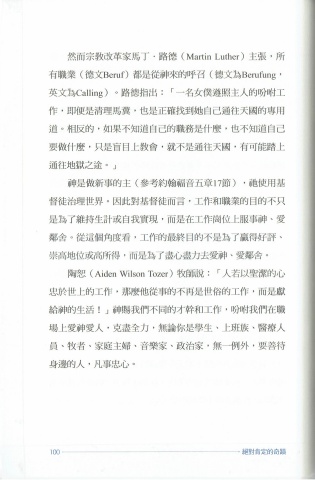 然而宗教改革家馬丁．路德（Martin Luther）主張，所
有職業（德文Beruf）都是從神來的呼召（德文為Berufung，
英文為Calling）。路德指出：「一名女僕遵照主人的吩咐工
作，即便是清理馬糞，也是正確找到她自己通往天國的專用
道。相反的，如果不知道自己的職務是什麼，也不知道自己
要做什麼，只是盲目上教會，就不是通往天國，有可能踏上
通往地獄之途。」
神是做新事的主（參考約翰福音五章17節），祂使用基
督徒治理世界，因此對基督徒而言，工作和職業的目的不只
是為了維持生計或自我實現，而是在工作崗位上服事神、愛
鄰舍。從這個角度看，工作的最終目的不是為了贏得好評、
崇高地位或高所得，而是為了盡心盡力去愛神、愛鄰舍。
陶恕（Aiden Wilson Tozer）牧師說：「人若以聖潔的心
忠於世上的工作，那麼他從事的不再是世俗的工作，而是獻
給神的生活！」神賜我們不同的才幹和工作，吩咐我們在職
場上愛神愛人，克盡全力，無論你是學生、上班族、醫療人
員、牧者、家庭主婦、音樂家、政治家，無一例外，要善待
身邊的人，凡事忠心。
100
絕對肯定的奇蹟